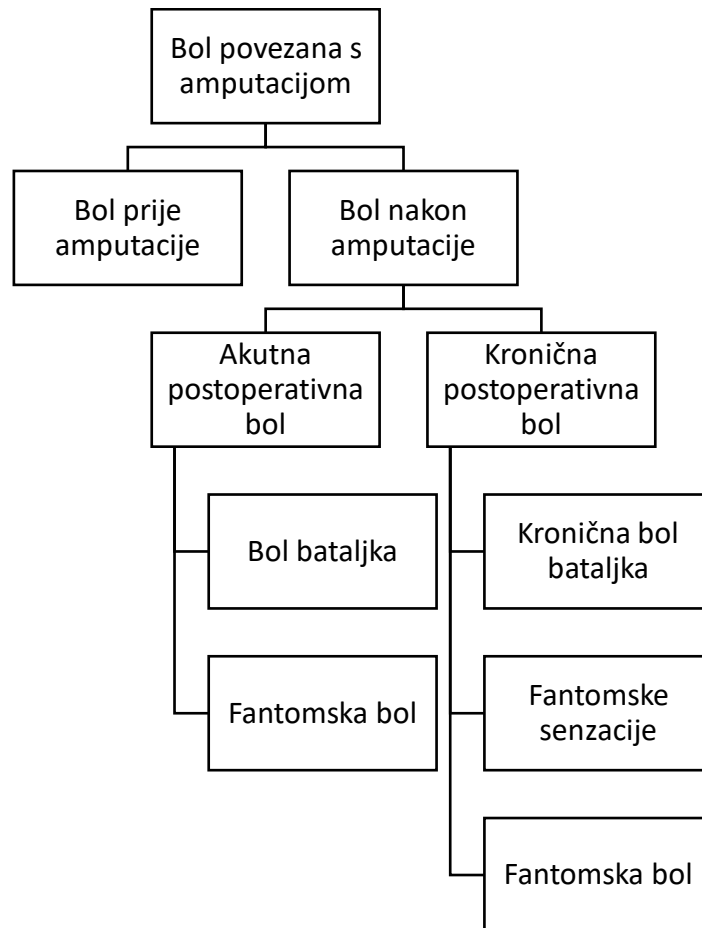 Bol povezana s
amputacijom
Bol prije
amputacije
Bol nakon
amputacije
Akutna
postoperativna
bol
Kronična
postoperativna
bol
Bol bataljka
Kronična bol
bataljka
Fantomska bol
Fantomske
senzacije
Fantomska bol